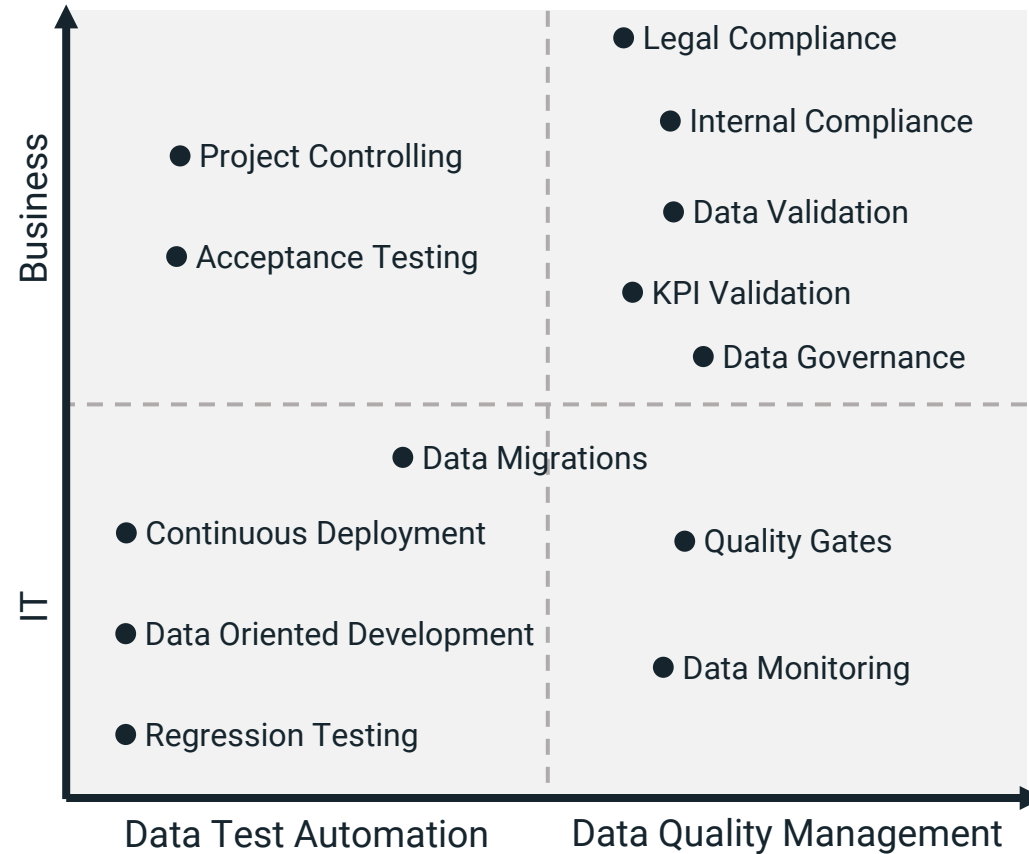 Business
IT
Legal Compliance
Internal Compliance
Project Controlling
Data Validation
Acceptance Testing
KPI Validation
Data Governance
Data Migrations
Continuous Deployment
Quality Gates
Data Oriented Development
Data Monitoring
Regression Testing
Data Test Automation
Data Quality Management